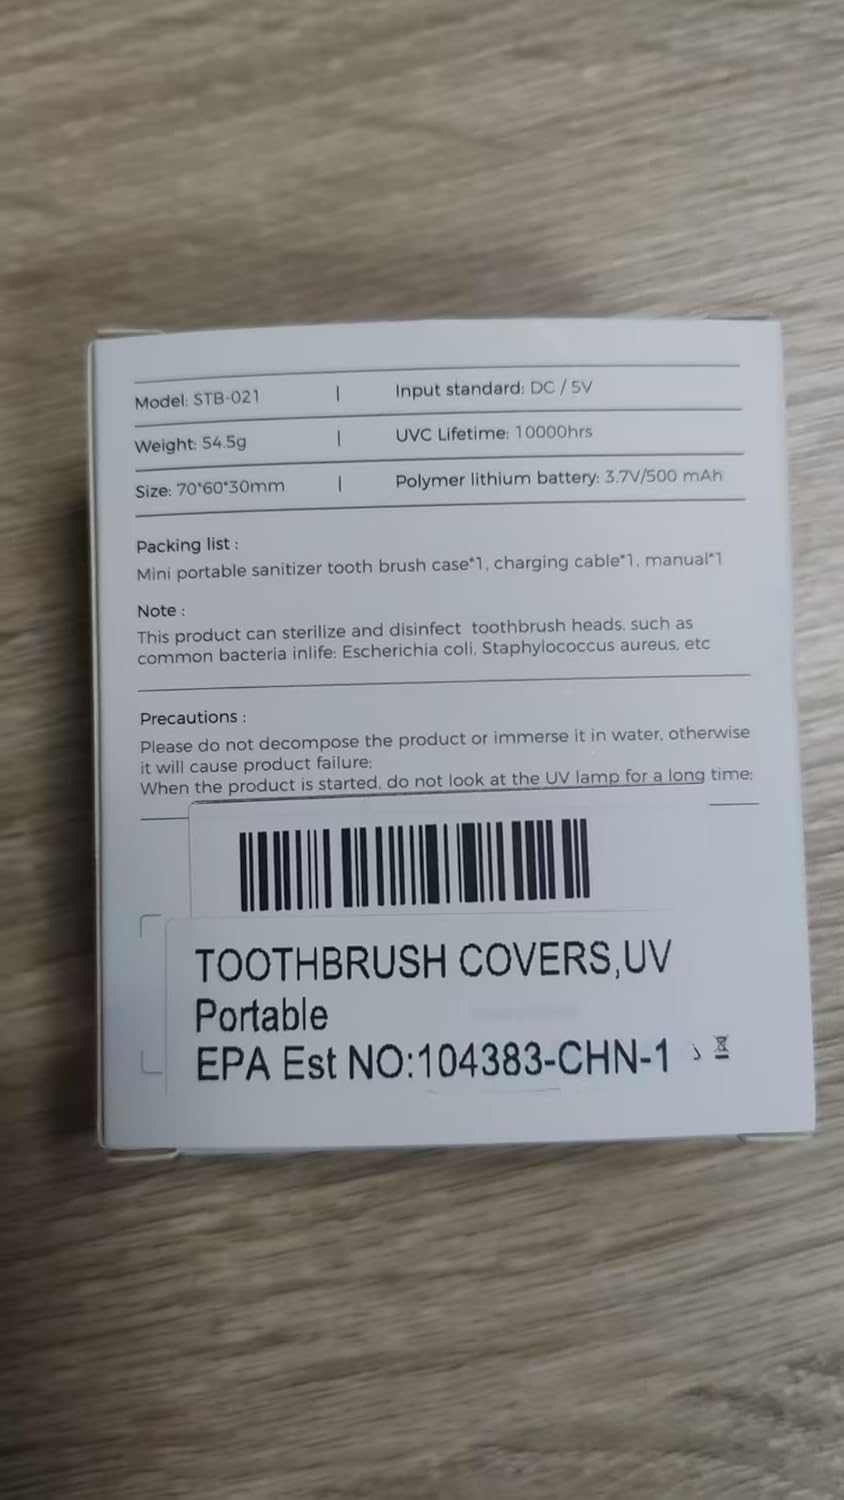 Model: STB-021 | Input standard: DC / 5V
Weight: 54.5g | UVC Lifetime: 10000hrs
Size: 70*60*30mm | Polymer lithium battery: 3.7V/500 mAh
Packing list :
Mini portable sanitizer tooth brush case*1, charging cable*1, manual*1
Note :
This product can sterilize and disinfect toothbrush heads, such as
common bacteria inlife: Escherichia coli, Staphylococcus aureus, etc
Precautions :
Please do not decompose the product or immerse it in water, otherwise
it will cause product failure;
When the product is started, do not look at the UV lamp for a long time;
TOOTHBRUSH COVERS,UV
Portable
EPA Est NO:104383-CHN-1